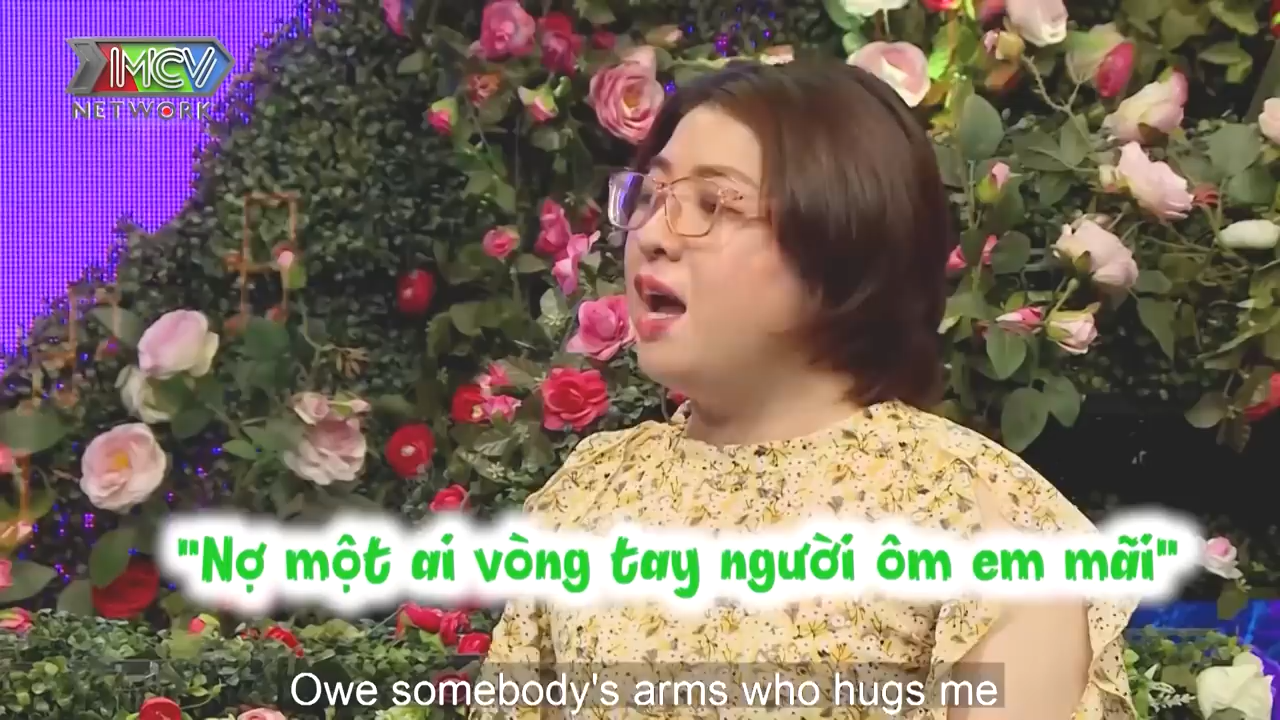 MCV
NETWORK
"Nợ một ai vòng tay người ôm em mãi"
Owe somebody's arms who hugs me